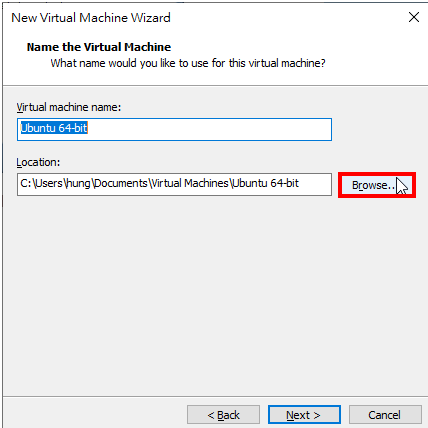 New Virtual Machine Wizard
Name the Virtual Machine
What name would you like to use for this virtual machine?
Virtual machine name:
Ubuntu 64-bit
Location:
C:\Users\hung\Documents\Virtual Machines\Ubuntu 64-bit
Browse...
< Back
Next >
Cancel